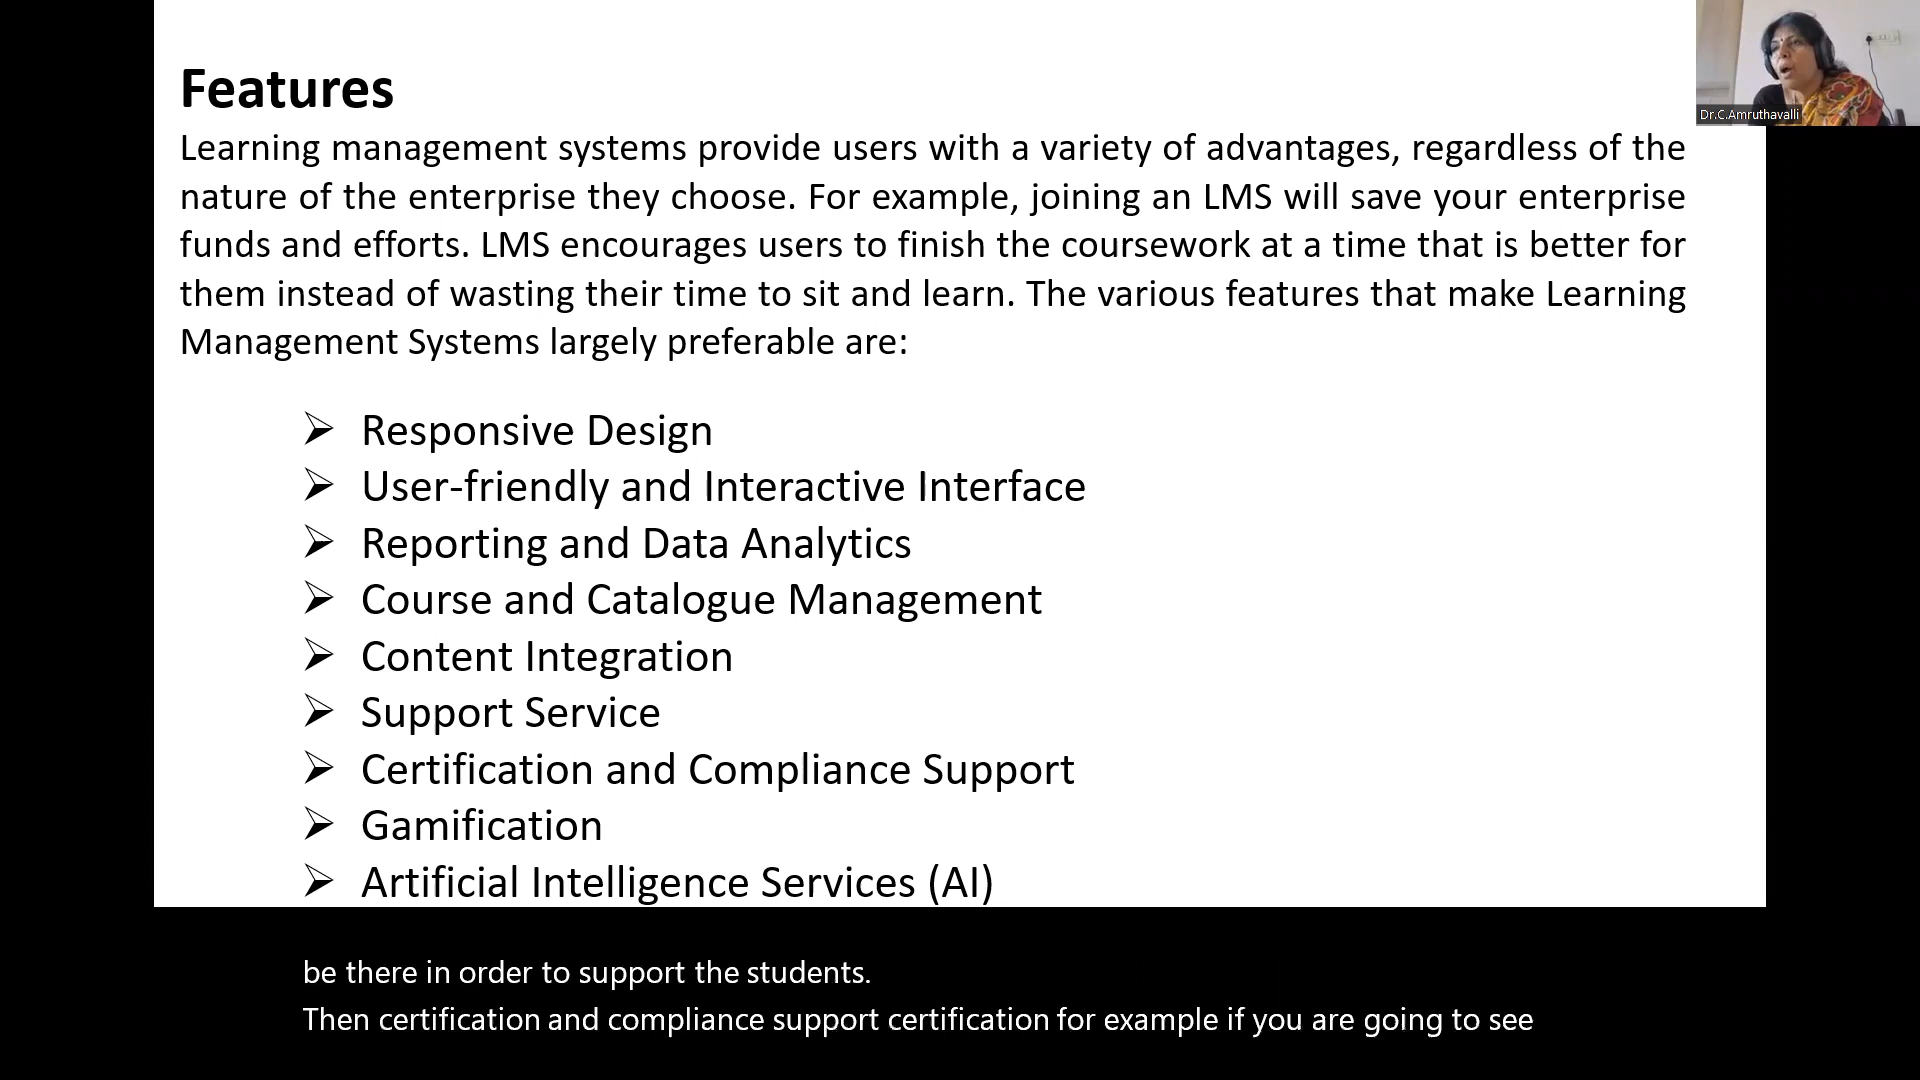 Features
Dr.C.Amruthavalli
Learning management systems provide users with a variety of advantages, regardless of the
nature of the enterprise they choose. For example, joining an LMS will save your enterprise
funds and efforts. LMS encourages users to finish the coursework at a time that is better for
them instead of wasting their time to sit and learn. The various features that make Learning
Management Systems largely preferable are:
➢ Responsive Design
➢ User-friendly and Interactive Interface
➢ Reporting and Data Analytics
➢ Course and Catalogue Management
➢ Content Integration
➢ Support Service
➢ Certification and Compliance Support
➢ Gamification
➢ Artificial Intelligence Services (AI)
be there in order to support the students.
Then certification and compliance support certification for example if you are going to see